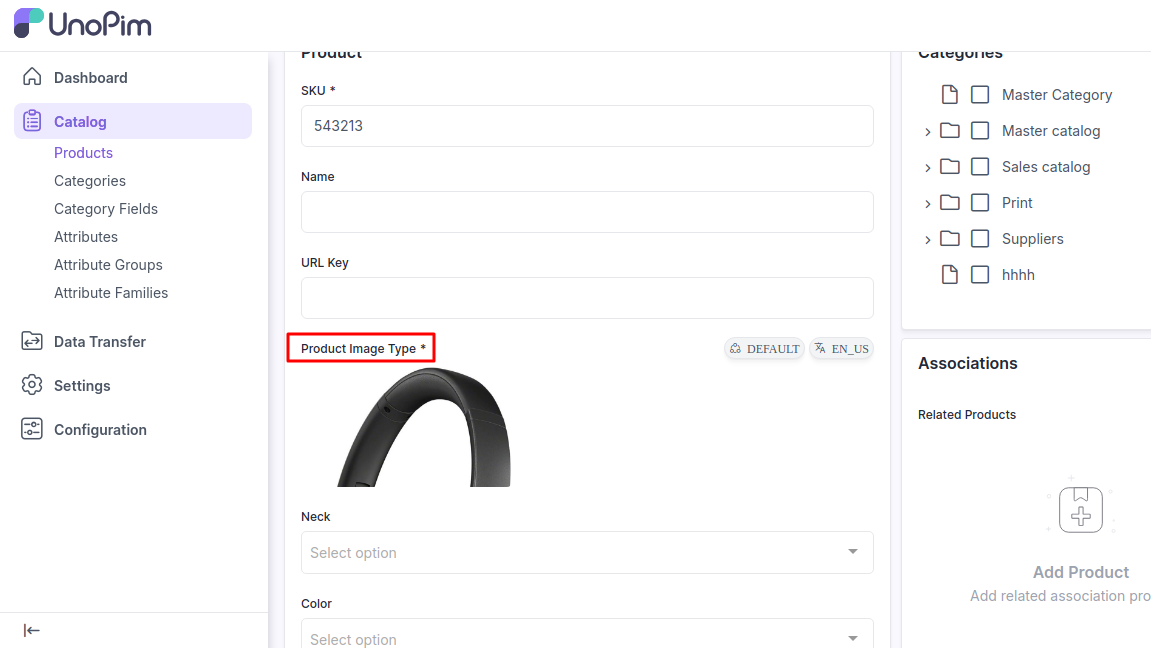 UnoPim
Dashboard
Catalog
Products
Categories
Category Fields
Attributes
Attribute Groups
Attribute Families
Data Transfer
Settings
Configuration
Product
SKU *
543213
Name
URL Key
Product Image Type *
DEFAULT
EN_US
Neck
Select option
Color
Select option
Categories
Master Category
Master catalog
Sales catalog
Print
Suppliers
hhhh
Associations
Related Products
Add Product
Add related association pro